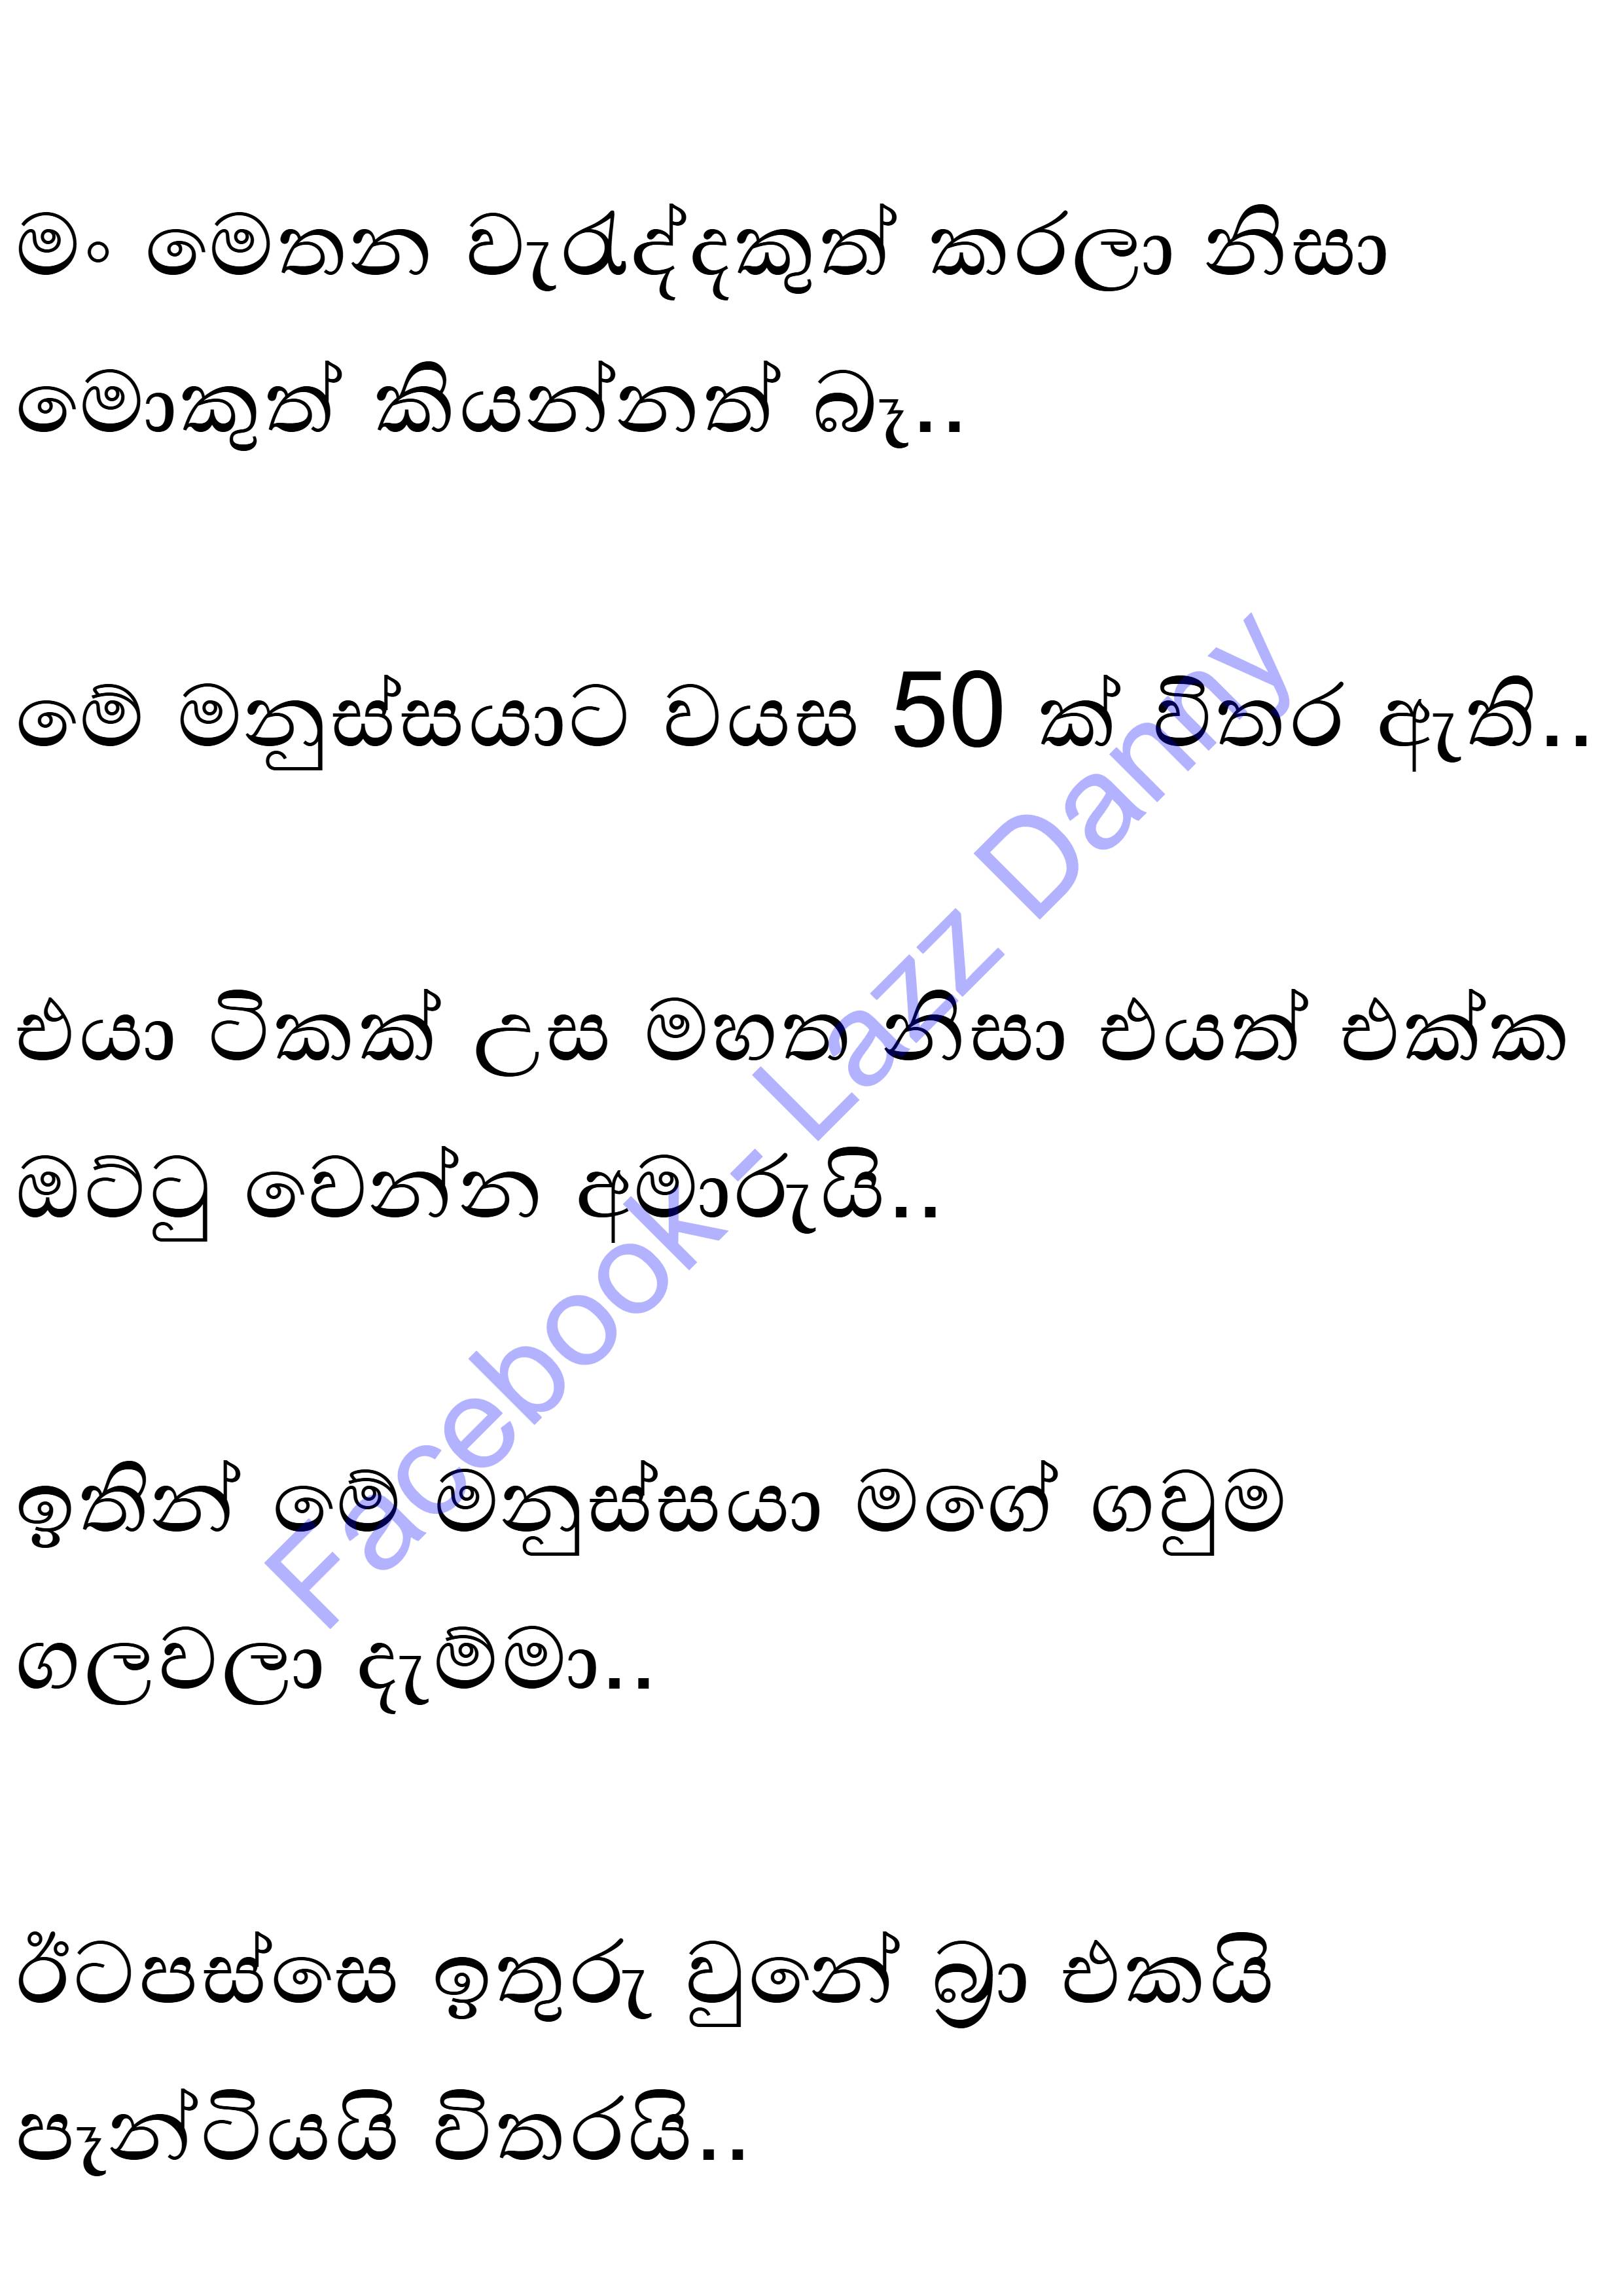 මං මෙතන වැරැද්දකුත් කරලා නිසා
මොකුත් කියන්නත් බෑ..
මේ මනුස්සයාට වයස 50 ක් විතර ඇති..
එයා ටිකක් උස මහත නිසා එයත් එක්ක
ඔට්ටු වෙන්න අමාරුයි..
ඉතින් මේ මනුස්සයා මගේ ගවුම
ගලවලා දැම්මා..
ඊටපස්සෙ ඉතුරු වුනේ බ්‍රා එකයි
පෑන්ටියයි විතරයි..
Facebook - Lazz Danny